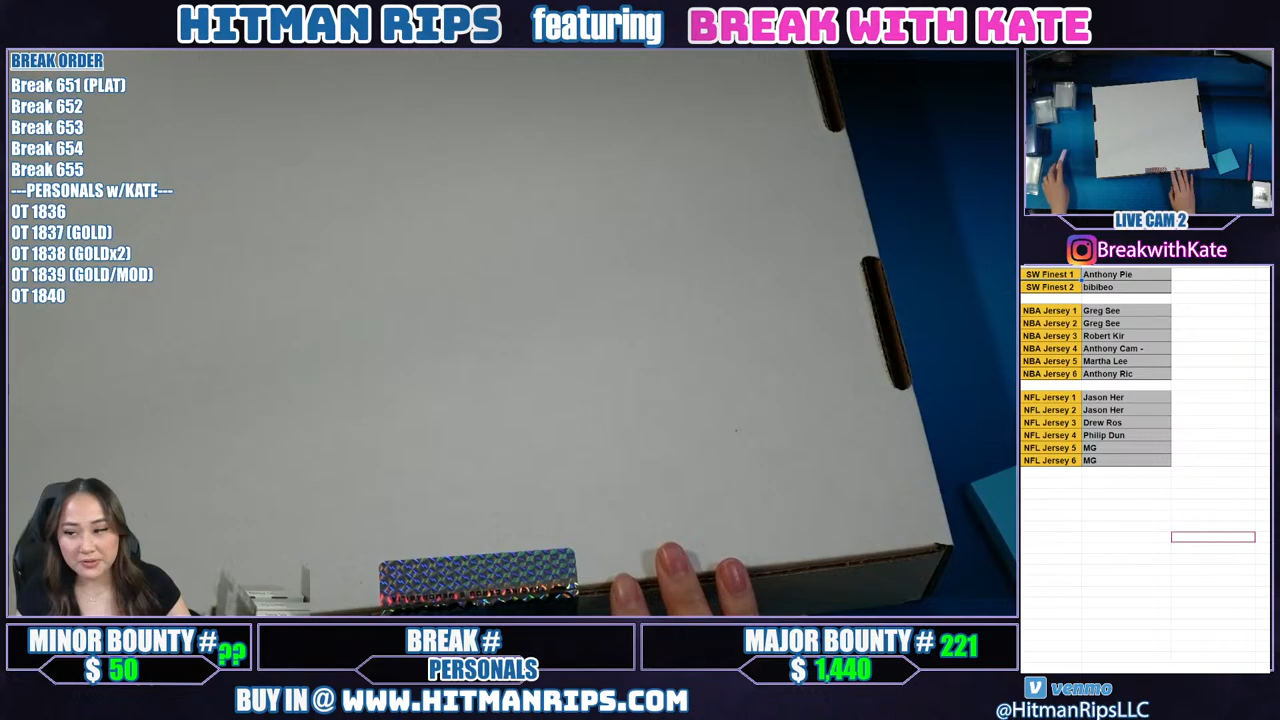 HITMAN RIPS featuring BREAK WITH KATE
BREAK ORDER
Break 651 (PLAT)
Break 652
Break 653
Break 654
Break 655
---PERSONALS w/KATE---
OT 1836
OT 1837 (GOLD)
OT 1838 (GOLDx2)
OT 1839 (GOLD/MOD)
OT 1840
LIVE CAM 2
BreakwithKate
SW Finest 1 Anthony Pie
SW Finest 2 bibibeo
NBA Jersey 1 Greg See
NBA Jersey 2 Greg See
NBA Jersey 3 Robert Kir
NBA Jersey 4 Anthony Cam -
NBA Jersey 5 Martha Lee
NBA Jersey 6 Anthony Ric
NFL Jersey 1 Jason Her
NFL Jersey 2 Jason Her
NFL Jersey 3 Drew Ros
NFL Jersey 4 Philip Dun
NFL Jersey 5 MG
NFL Jersey 6 MG
MINOR BOUNTY # ??
$ 50
BREAK #
PERSONALS
MAJOR BOUNTY # 221
$ 1,440
BUY IN @ WWW.HITMANRIPS.COM
venmo
@HitmanRipsLLC